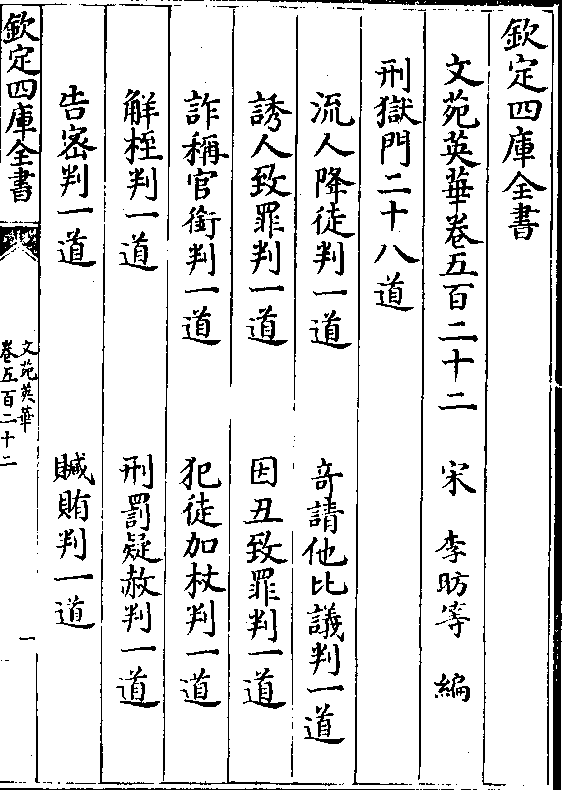 欽定四庫全書
文苑英華卷五百二十二　宋　李昉等　編
刑獄門二十八道
流人降徒判一道　竒請他比議判一道
誘人致罪判一道　因丑致罪判一道
詐稱官銜判一道　犯徒加杖判一道
解桎判一道　刑罰疑赦判一道
告密判一道　贓賄判一道
欽定四庫全書
文苑英華
卷五百二十二
一